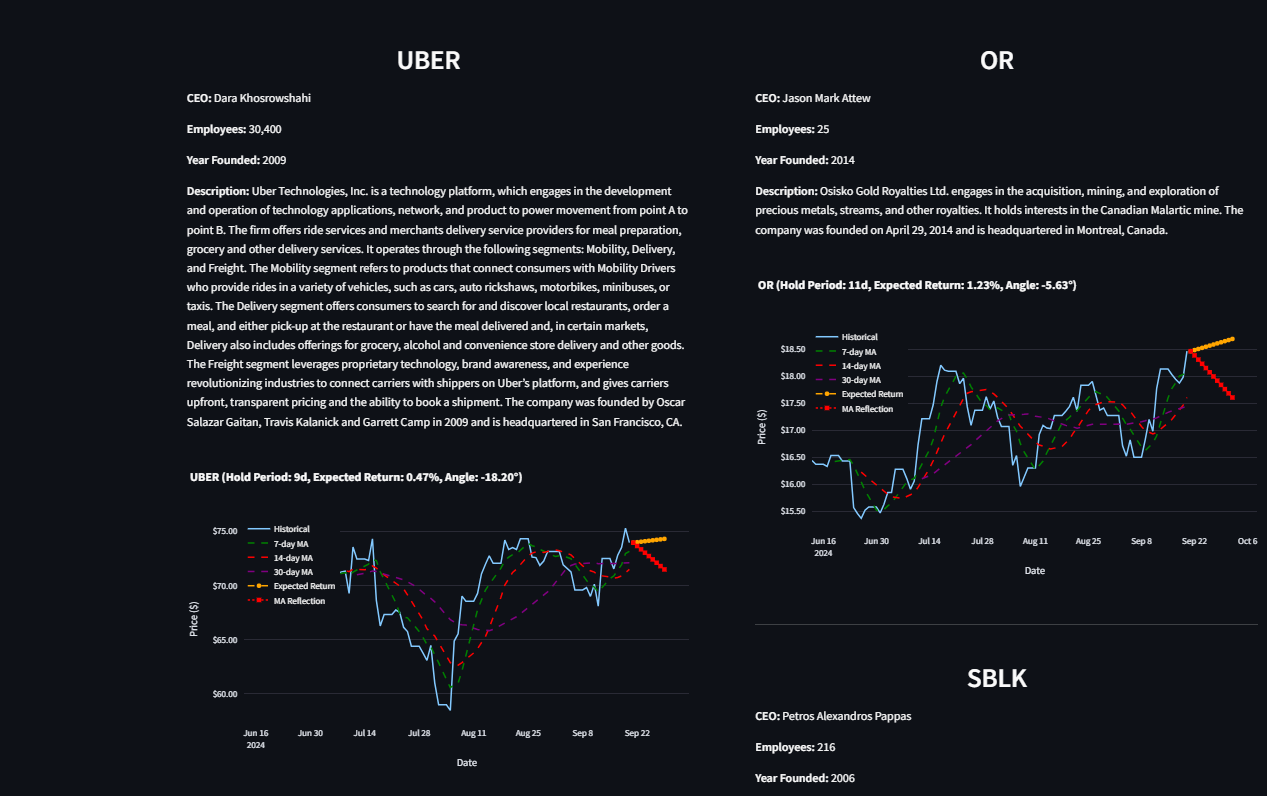 UBER
CEO: Dara Khosrowshahi
Employees: 30,400
Year Founded: 2009
Description: Uber Technologies, Inc. is a technology platform, which engages in the development
and operation of technology applications, network, and product to power movement from point A to
point B. The firm offers ride services and merchants delivery service providers for meal preparation,
grocery and other delivery services. It operates through the following segments: Mobility, Delivery,
and Freight. The Mobility segment refers to products that connect consumers with Mobility Drivers
who provide rides in a variety of vehicles, such as cars, auto rickshaws, motorbikes, minibuses, or
taxis. The Delivery segment offers consumers to search for and discover local restaurants, order a
meal, and either pick-up at the restaurant or have the meal delivered and, in certain markets,
Delivery also includes offerings for grocery, alcohol and convenience store delivery and other goods.
The Freight segment leverages proprietary technology, brand awareness, and experience
revolutionizing industries to connect carriers with shippers on Uber's platform, and gives carriers
upfront, transparent pricing and the ability to book a shipment. The company was founded by Oscar
Salazar Gaitan, Travis Kalanick and Garrett Camp in 2009 and is headquartered in San Francisco, CA.
UBER (Hold Period: 9d, Expected Return: 0.47%, Angle: -18.20°)
Historical
7-day MA
14-day MA
30-day MA
Expected Return
MA Reflection
$75.00
$70.00
$65.00
$60.00
Price ($)
Jun 16 Jun 30 Jul 14 Jul 28 Aug 11 Aug 25 Sep 8 Sep 22
2024
Date
OR
CEO: Jason Mark Attew
Employees: 25
Year Founded: 2014
Description: Osisko Gold Royalties Ltd. engages in the acquisition, mining, and exploration of
precious metals, streams, and other royalties. It holds interests in the Canadian Malartic mine. The
company was founded on April 29, 2014 and is headquartered in Montreal, Canada.
OR (Hold Period: 11d, Expected Return: 1.23%, Angle: -5.63°)
Historical
7-day MA
14-day MA
30-day MA
Expected Return
MA Reflection
$18.50
$18.00
$17.50
$17.00
$16.50
$16.00
$15.50
Price ($)
Jun 16 Jun 30 Jul 14 Jul 28 Aug 11 Aug 25 Sep 8 Sep 22 Oct 6
2024
Date
SBLK
CEO: Petros Alexandros Pappas
Employees: 216
Year Founded: 2006